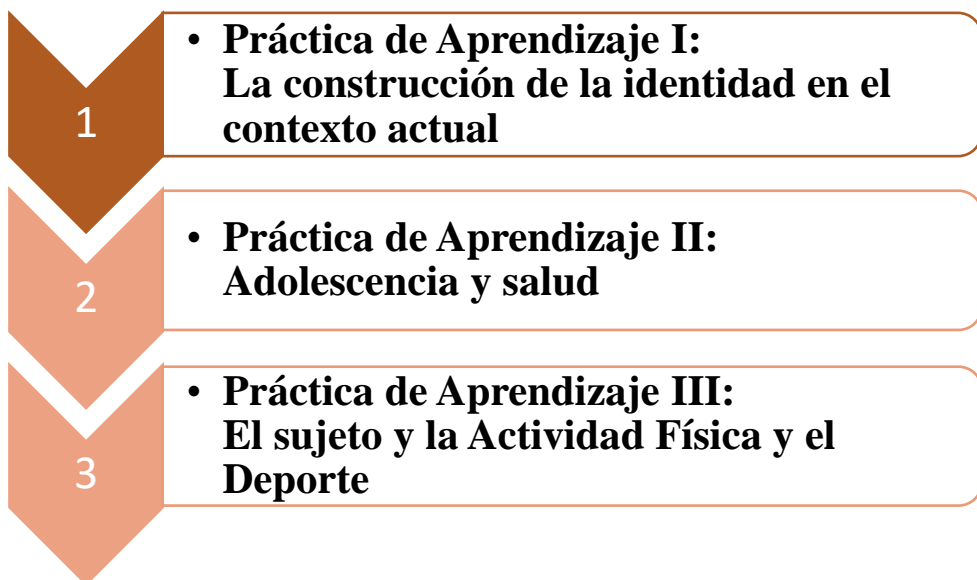 1
• Práctica de Aprendizaje I:
La construcción de la identidad en el
contexto actual
2
• Práctica de Aprendizaje II:
Adolescencia y salud
3
• Práctica de Aprendizaje III:
El sujeto y la Actividad Física y el
Deporte